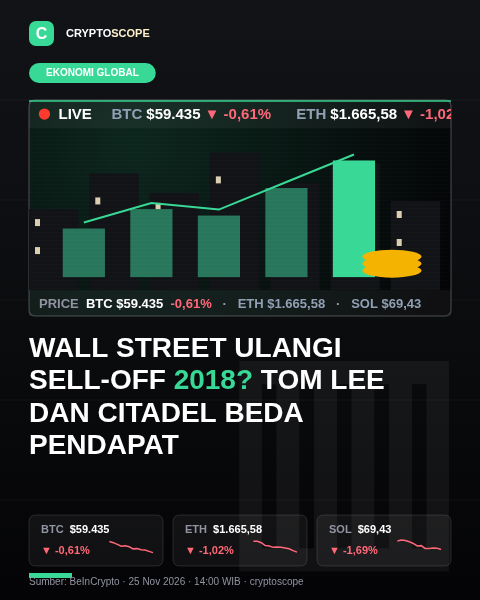 C CRYPTOSCOPE
EKONOMI GLOBAL
LIVE BTC $59.435 ▼ -0,61% ETH $1.665,58 ▼ -1,02
PRICE BTC $59.435 -0,61% · ETH $1.665,58 · SOL $69,43
WALL STREET ULANGI
SELL-OFF 2018? TOM LEE
DAN CITADEL BEDA
PENDAPAT
BTC $59.435
▼ -0,61%
ETH $1.665,58
▼ -1,02%
SOL $69,43
▼ -1,69%
Sumber: BeInCrypto · 25 Nov 2026 · 14:00 WIB · cryptoscope